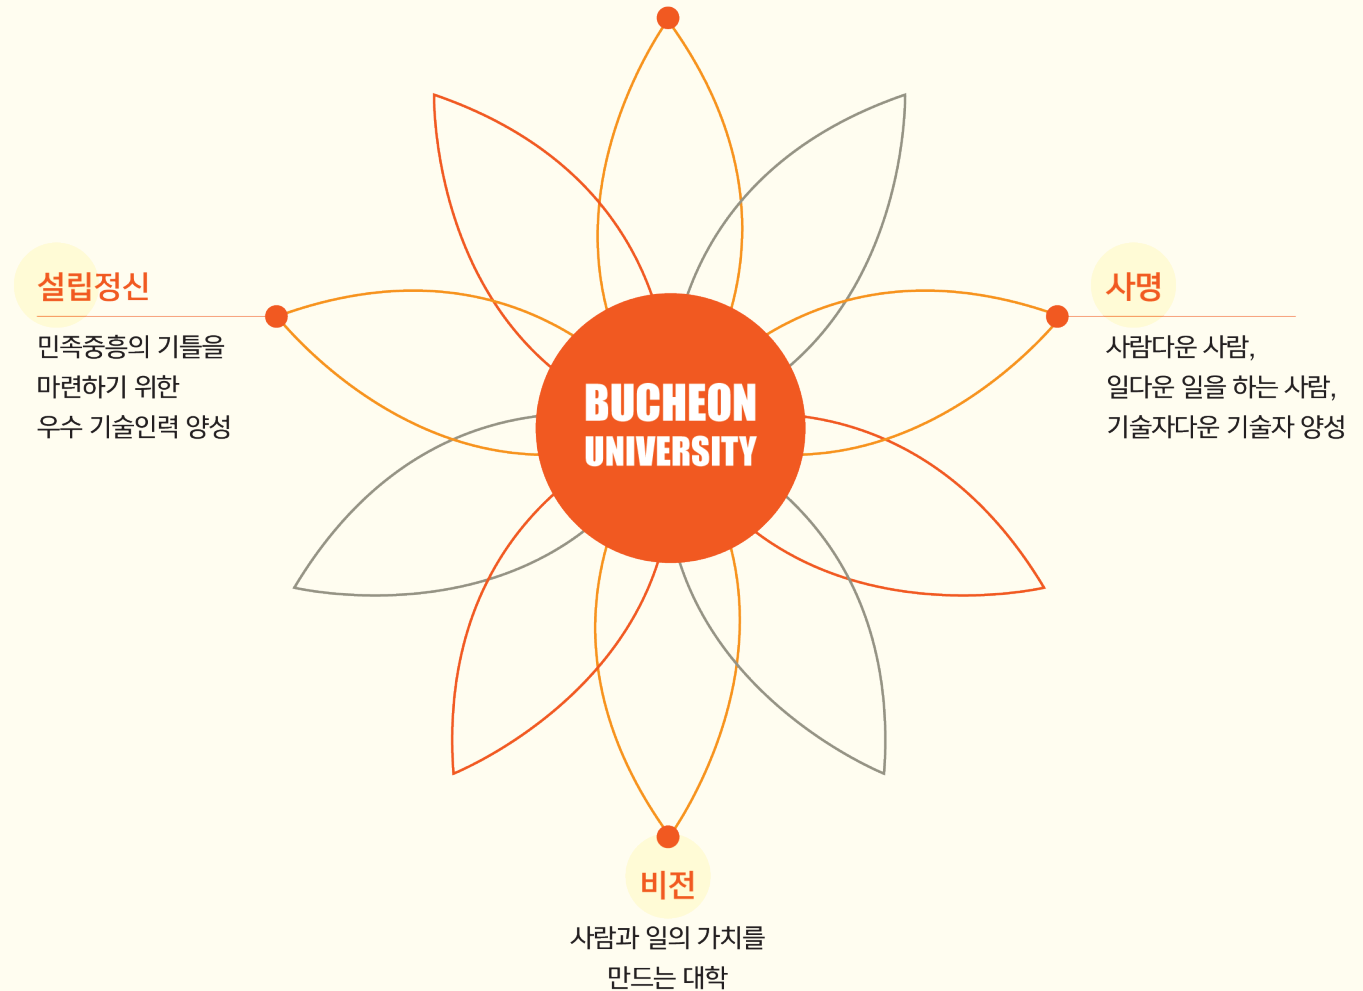 설립정신
민족중흥의 기틀을
마련하기 위한
우수 기술인력 양성
BUCHEON
UNIVERSITY
사명
사람다운 사람,
일다운 일을 하는 사람,
기술자다운 기술자 양성
비전
사람과 일의 가치를
만드는 대학